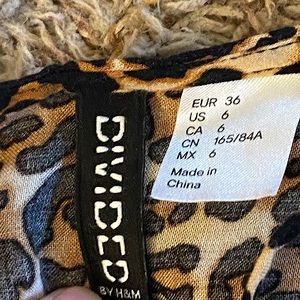 DIVIDED
BY H&M
EUR 36
US 6
CA 6
CN 165/84A
MX 6
Made in
China